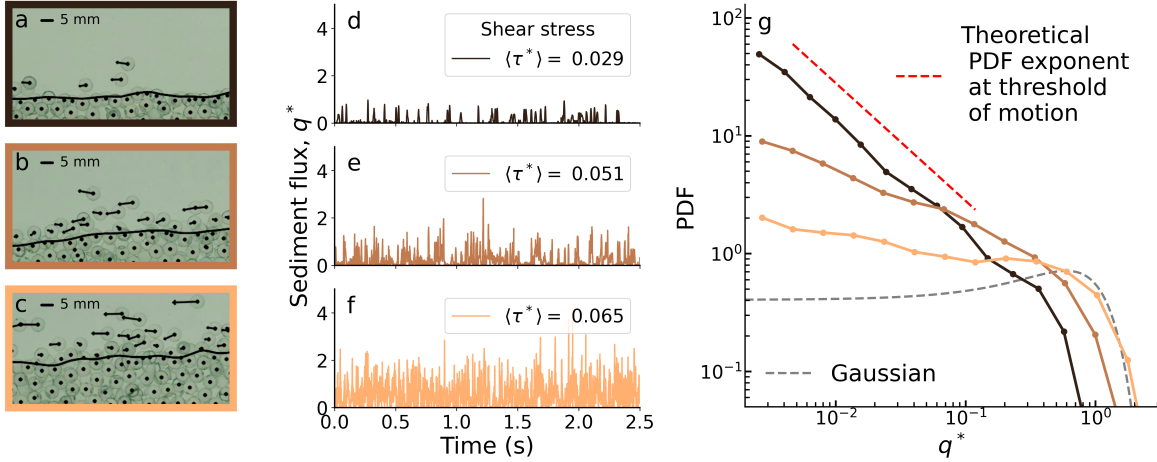 a
5 mm
b
5 mm
c
5 mm
Sediment flux, q*
d
Shear stress
⟨τ*⟩ = 0.029
4
2
0
e
⟨τ*⟩ = 0.051
4
2
0
f
⟨τ*⟩ = 0.065
4
2
0
0.0 0.5 1.0 1.5 2.0 2.5
Time (s)
g
Theoretical
PDF exponent
at threshold
of motion
Gaussian
PDF
10²
10¹
10⁰
10⁻¹
10⁻² 10⁻¹ 10⁰
q*